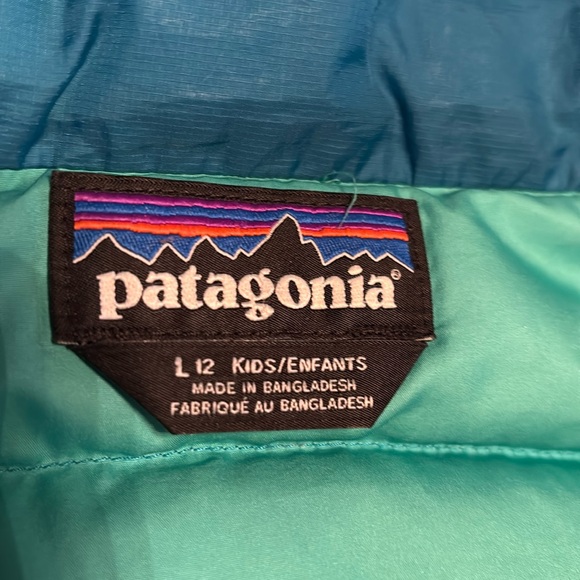 patagonia®
L 12 KIDS/ENFANTS
MADE IN BANGLADESH
FABRIQUÉ AU BANGLADESH